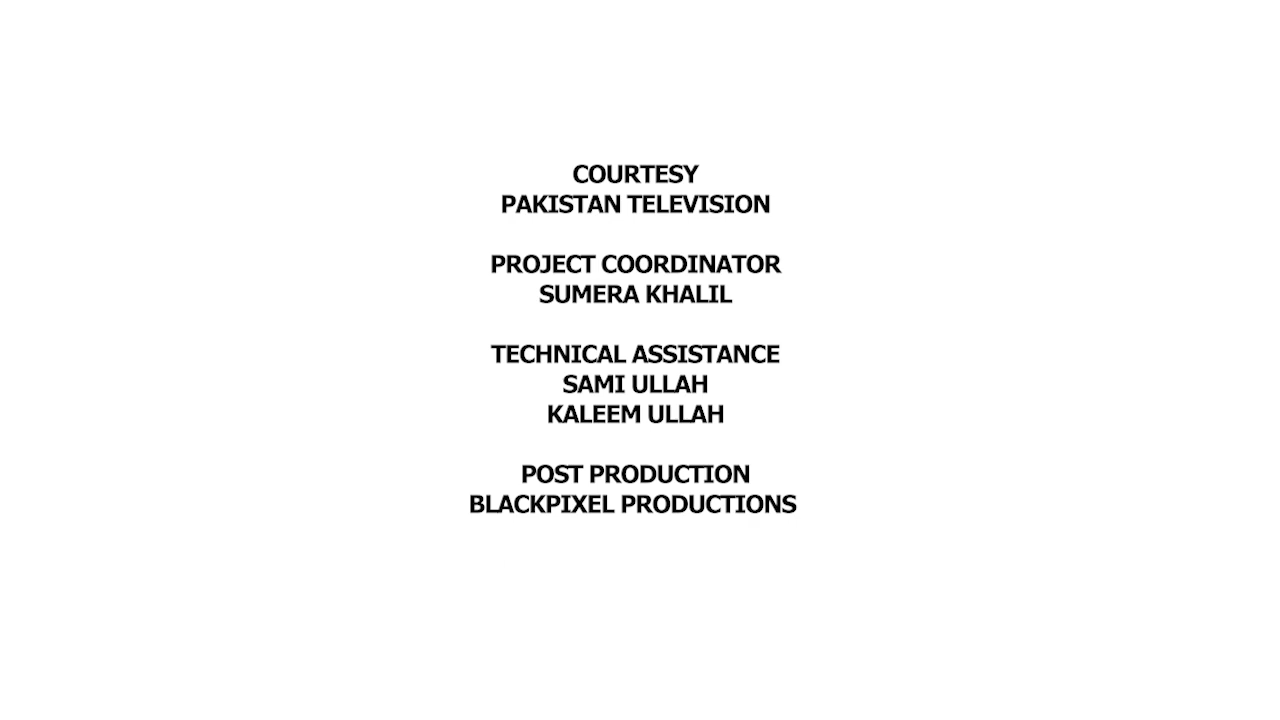 COURTESY
PAKISTAN TELEVISION
PROJECT COORDINATOR
SUMERA KHALIL
TECHNICAL ASSISTANCE
SAMI ULLAH
KALEEM ULLAH
POST PRODUCTION
BLACKPIXEL PRODUCTIONS